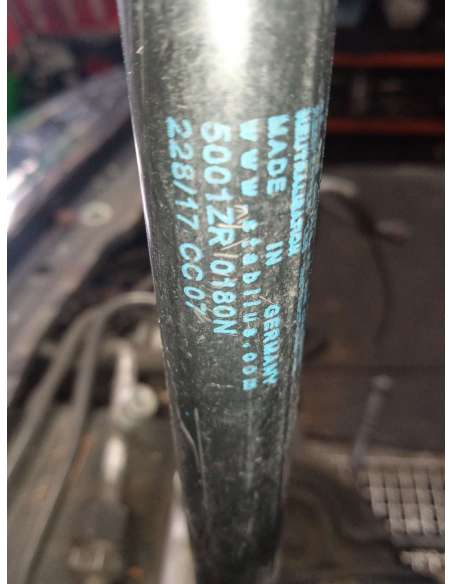 MADE IN GERMANY
www.stabilus.com
5001ZR 0180N
228/17 CC07